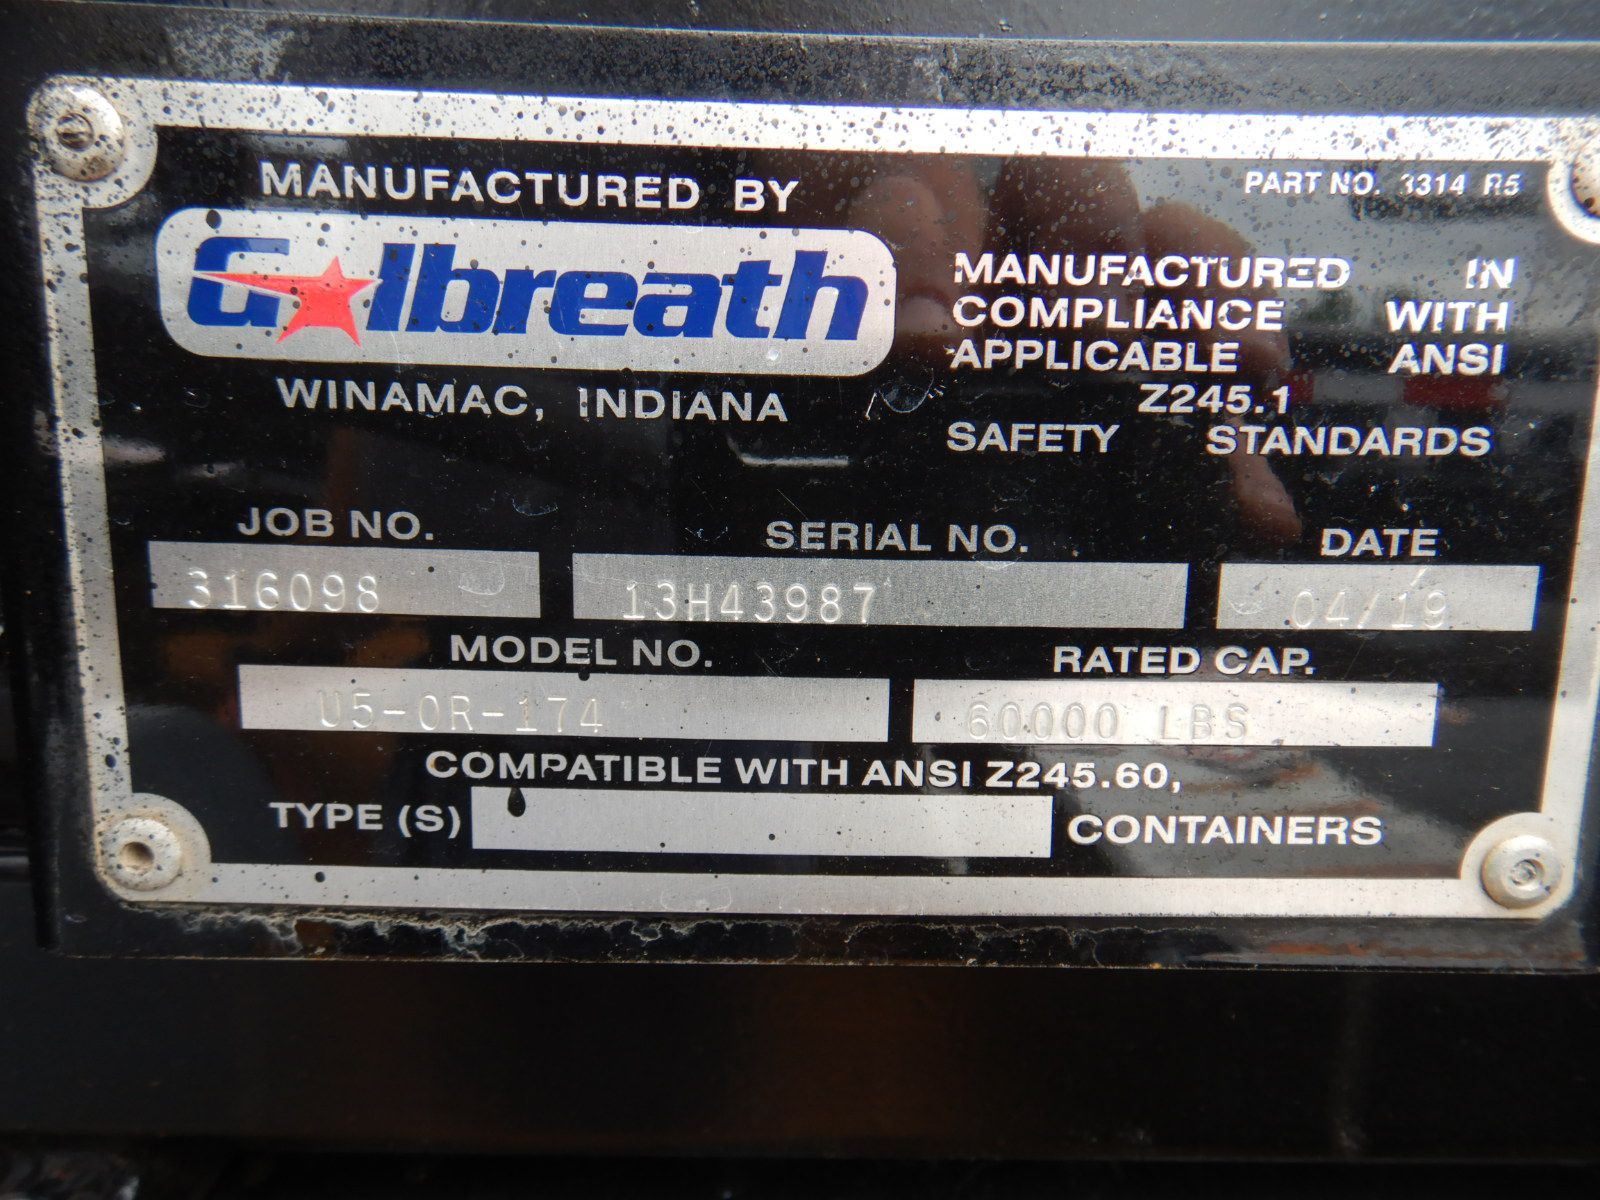 MANUFACTURED BY
Galbreath
WINAMAC, INDIANA
PART NO. 3314 R5
MANUFACTURED IN
COMPLIANCE WITH
APPLICABLE ANSI
Z245.1
SAFETY STANDARDS
JOB NO. SERIAL NO. DATE
316098 13H43987 04/19
MODEL NO. RATED CAP.
U5-OR-174 60000 LBS
COMPATIBLE WITH ANSI Z245.60,
TYPE (S) CONTAINERS